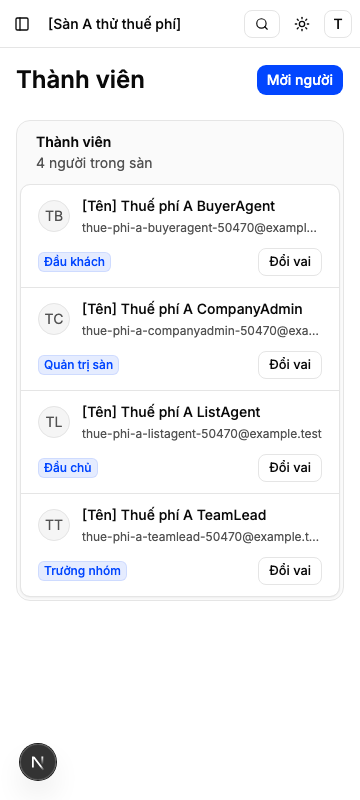 [Sàn A thử thuế phí]
T
Thành viên
Mời người
Thành viên
4 người trong sàn
TB
[Tên] Thuế phí A BuyerAgent
thue-phi-a-buyeragent-50470@exampl...
Đầu khách
Đổi vai
TC
[Tên] Thuế phí A CompanyAdmin
thue-phi-a-companyadmin-50470@exa...
Quản trị sàn
Đổi vai
TL
[Tên] Thuế phí A ListAgent
thue-phi-a-listagent-50470@example.test
Đầu chủ
Đổi vai
TT
[Tên] Thuế phí A TeamLead
thue-phi-a-teamlead-50470@example.t...
Trưởng nhóm
Đổi vai
N